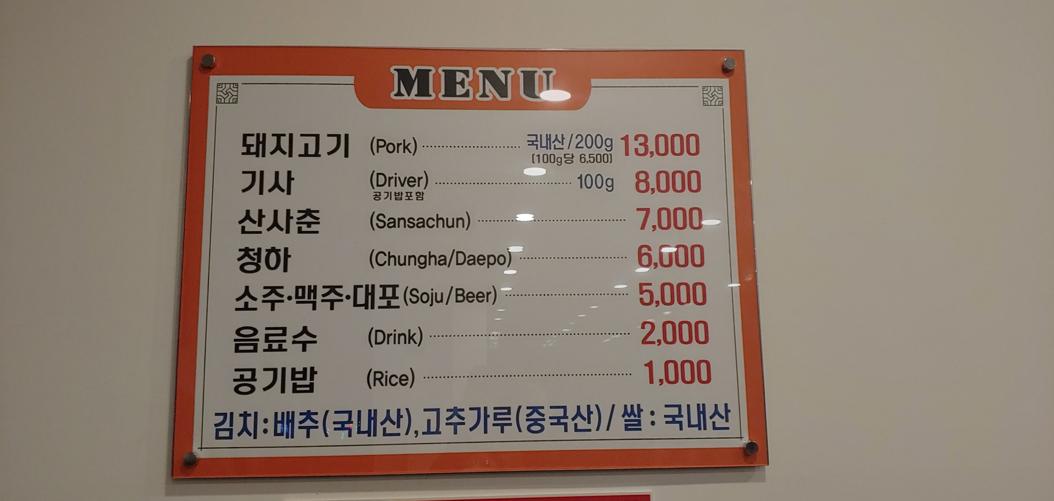 MENU
돼지고기 (Pork) 국내산/200g 13,000
(100g당 6,500)
기사 (Driver) 100g 8,000
공기밥포함
산사춘 (Sansachun) 7,000
청하 (Chungha/Daepo) 6,000
소주·맥주·대포 (Soju/Beer) 5,000
음료수 (Drink) 2,000
공기밥 (Rice) 1,000
김치:배추(국내산),고추가루(중국산)/쌀:국내산